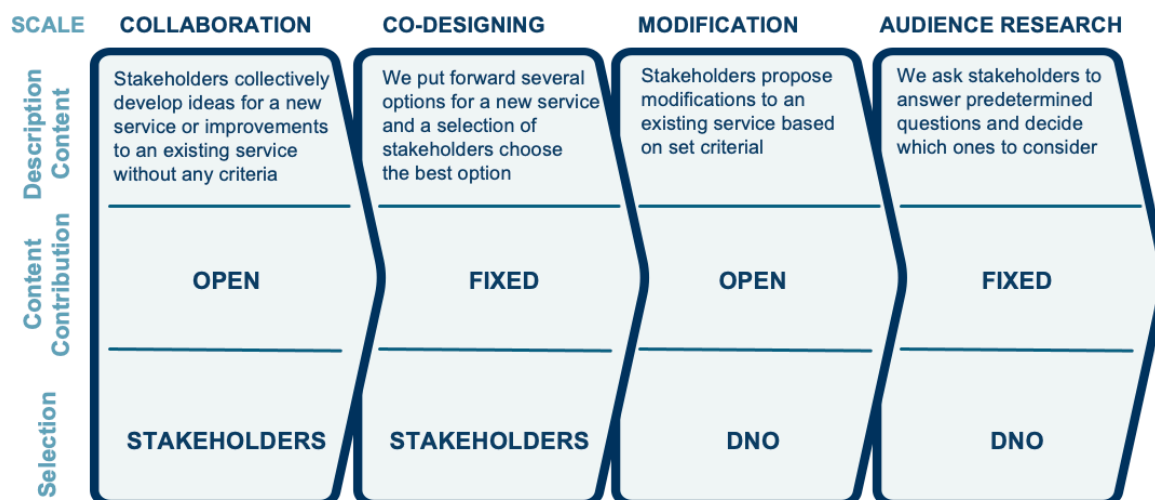 SCALE COLLABORATION CO-DESIGNING MODIFICATION AUDIENCE RESEARCH
Description
Content
Stakeholders collectively
develop ideas for a new
service or improvements
to an existing service
without any criteria
We put forward several
options for a new service
and a selection of
stakeholders choose
the best option
Stakeholders propose
modifications to an
existing service based
on set criterial
We ask stakeholders to
answer predetermined
questions and decide
which ones to consider
Content
Contribution
OPEN FIXED OPEN FIXED
Selection
STAKEHOLDERS STAKEHOLDERS DNO DNO